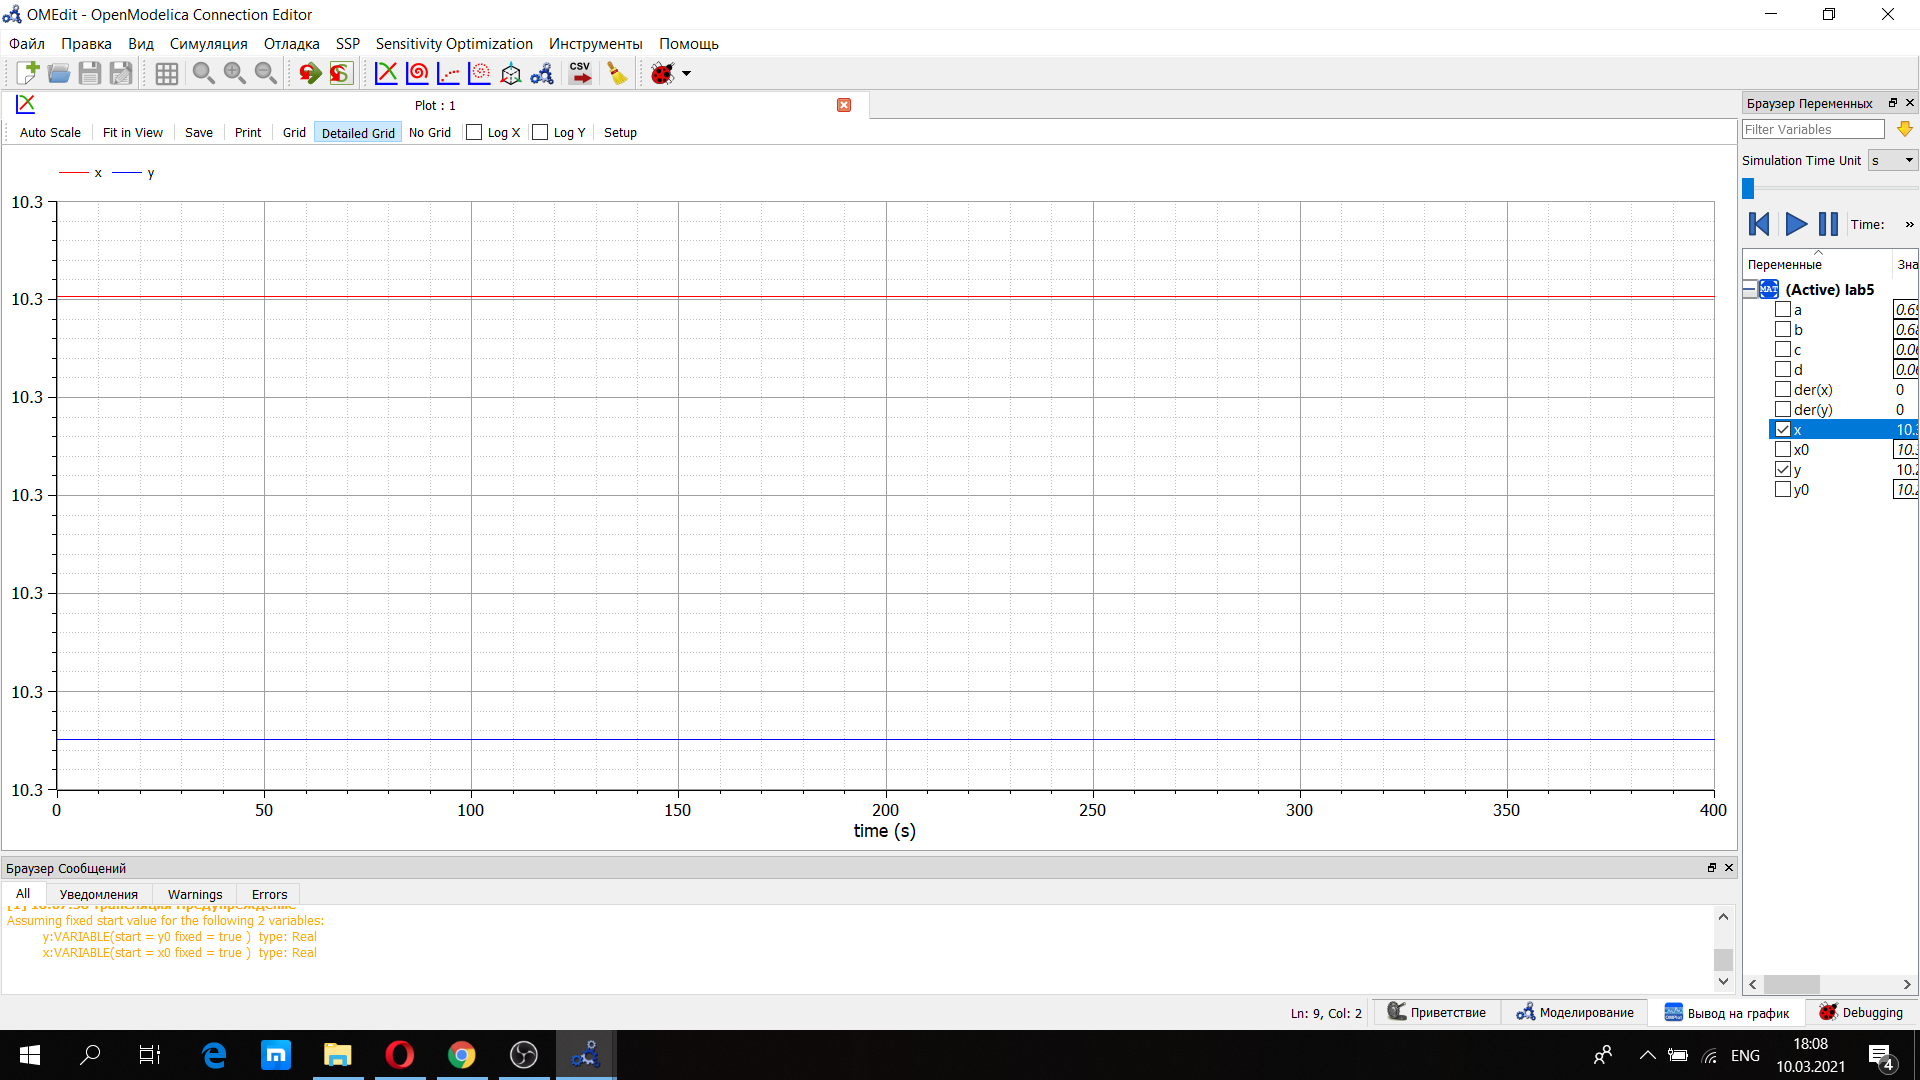 OMEdit - OpenModelica Connection Editor
Файл Правка Вид Симуляция Отладка SSP Sensitivity Optimization Инструменты Помощь
CSV
Plot : 1
Auto Scale Fit in View Save Print Grid Detailed Grid No Grid Log X Log Y Setup
x y
10.3
10.3
10.3
10.3
10.3
10.3
10.3
0 50 100 150 200 250 300 350 400
time (s)
Браузер Переменных
Filter Variables
Simulation Time Unit s
Time: »
Переменные Зна
MAT (Active) lab5
a 0.69
b 0.68
c 0.06
d 0.06
der(x) 0
der(y) 0
x 10.3
x0 10.3
y 10.2
y0 10.2
Браузер Сообщений
All Уведомления Warnings Errors
Assuming fixed start value for the following 2 variables:
y:VARIABLE(start = y0 fixed = true ) type: Real
x:VARIABLE(start = x0 fixed = true ) type: Real
Ln: 9, Col: 2 Приветствие Моделирование Вывод на график Debugging
ENG
18:08
10.03.2021
4